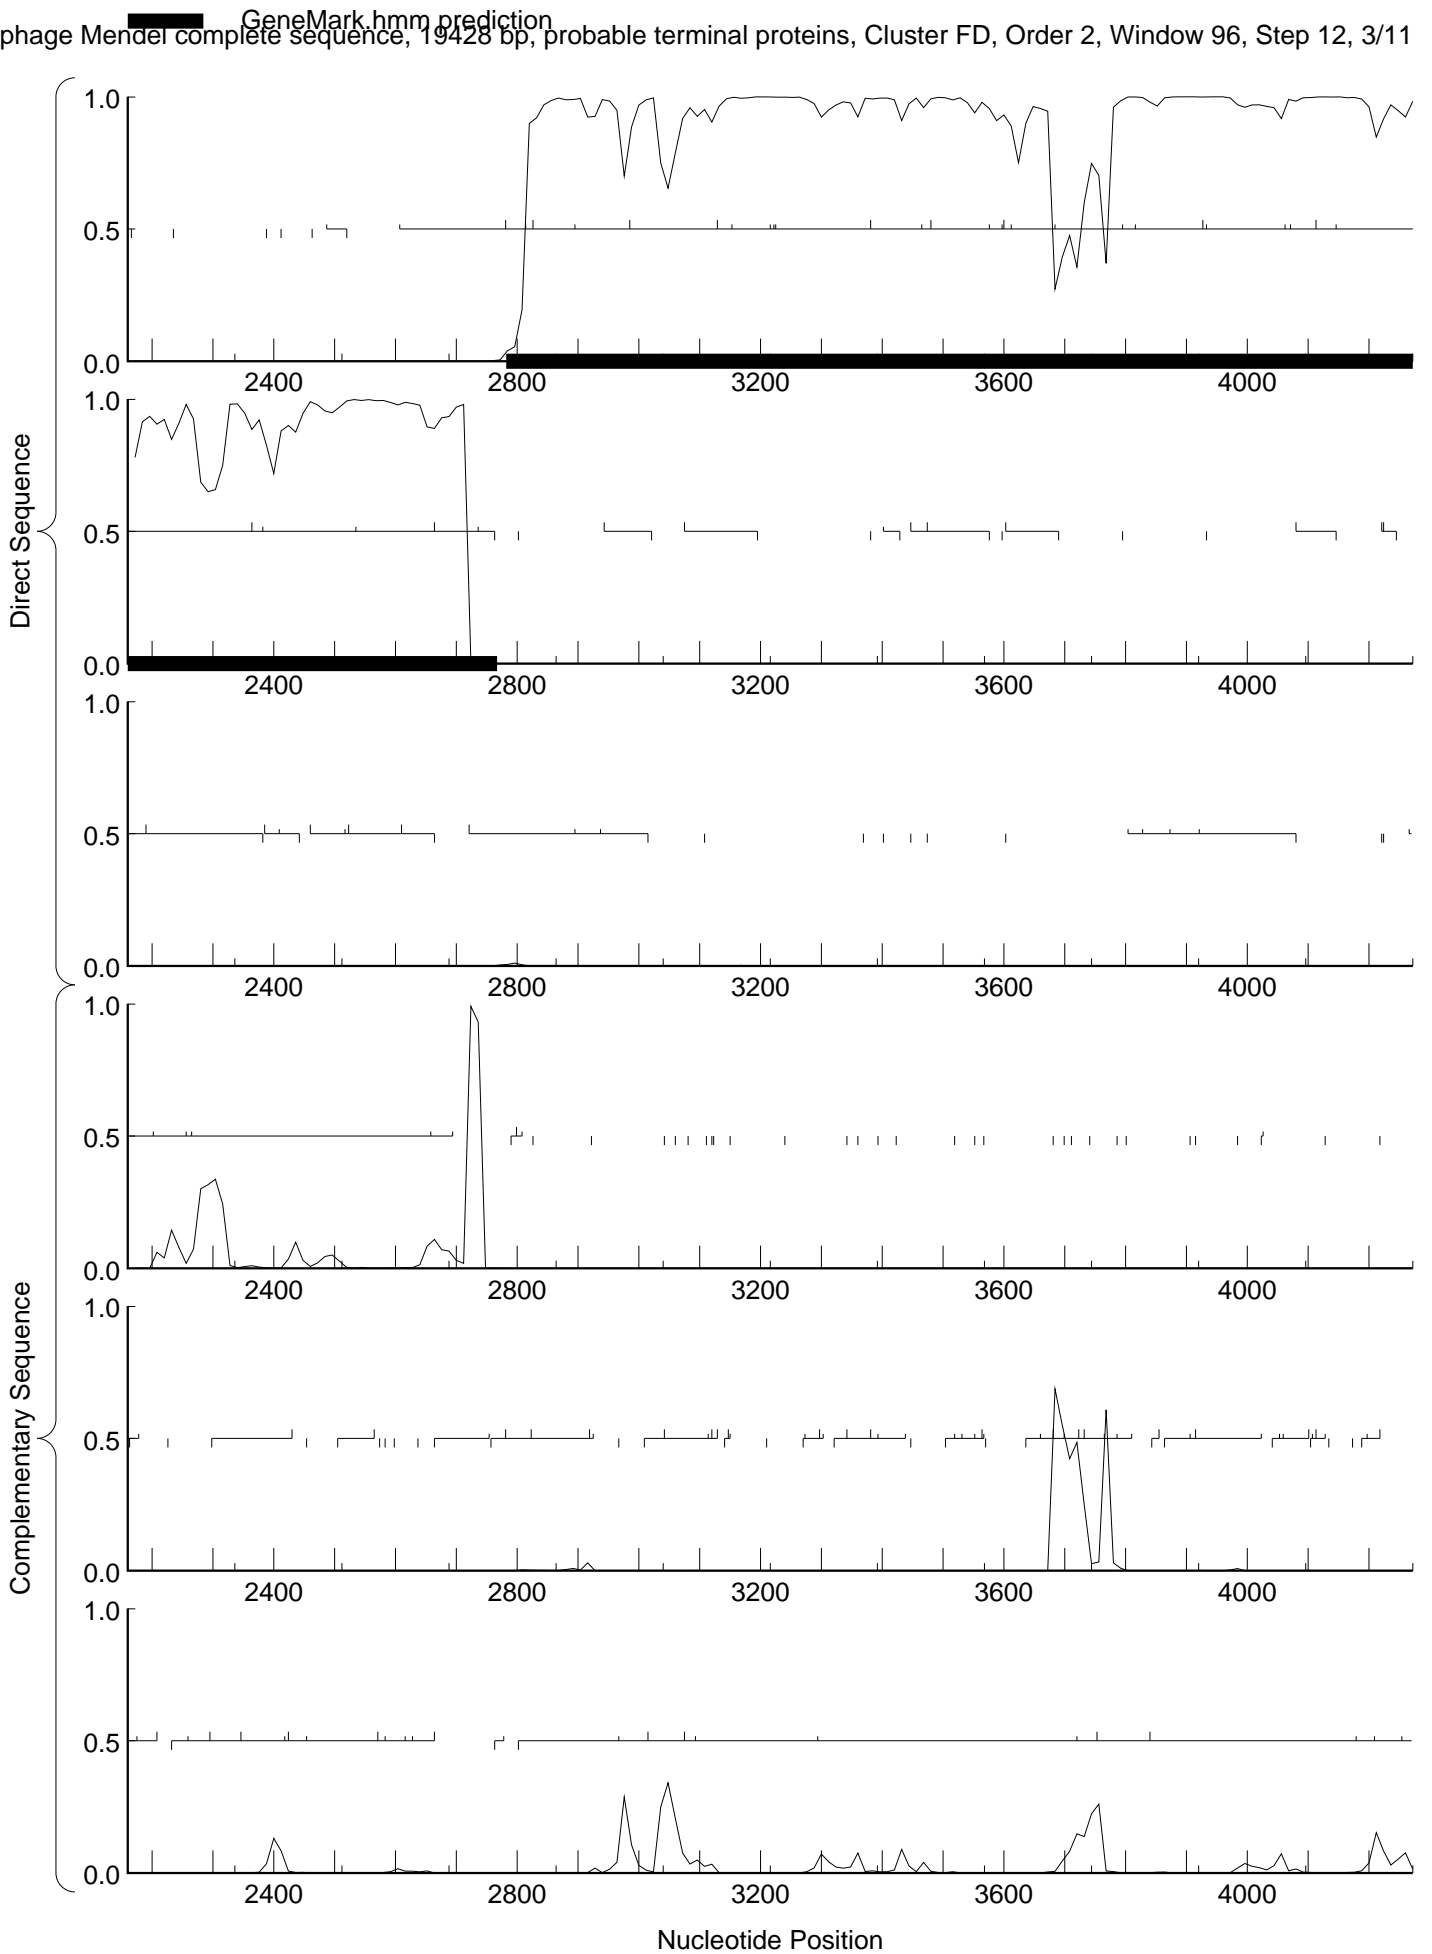 GeneMark.hmm prediction
phage Mendel complete sequence, 19428 bp, probable terminal proteins, Cluster FD, Order 2, Window 96, Step 12, 3/11
1.0
0.5
0.0
2400 2800 3200 3600 4000
1.0
0.5
0.0
2400 2800 3200 3600 4000
1.0
0.5
0.0
2400 2800 3200 3600 4000
Direct Sequence
1.0
0.5
0.0
2400 2800 3200 3600 4000
1.0
0.5
0.0
2400 2800 3200 3600 4000
1.0
0.5
0.0
2400 2800 3200 3600 4000
Complementary Sequence
Nucleotide Position